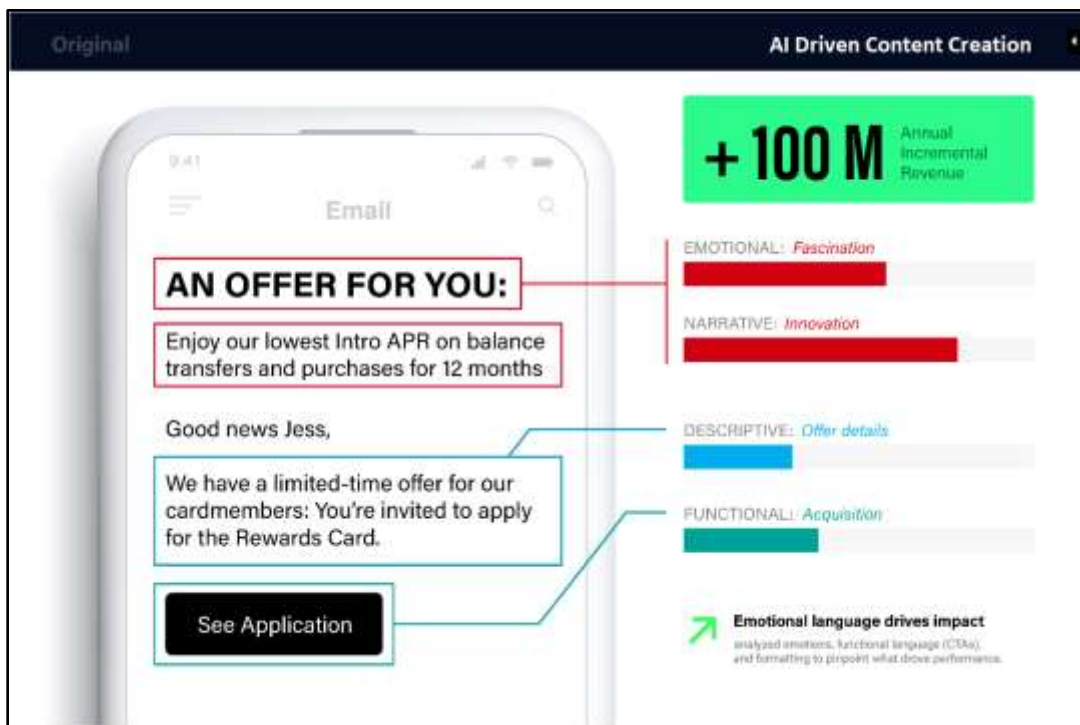 Original
AI Driven Content Creation
+ 100 M
Annual
Incremental
Revenue
9:41
Email
AN OFFER FOR YOU:
Enjoy our lowest Intro APR on balance
transfers and purchases for 12 months
Good news Jess,
We have a limited-time offer for our
cardmembers: You're invited to apply
for the Rewards Card.
See Application
EMOTIONAL: Fascination
NARRATIVE: Innovation
DESCRIPTIVE: Offer details
FUNCTIONAL: Acquisition
Emotional language drives impact
analyzed emotions, functional language (CTAs),
and formatting to pinpoint what drove performance.